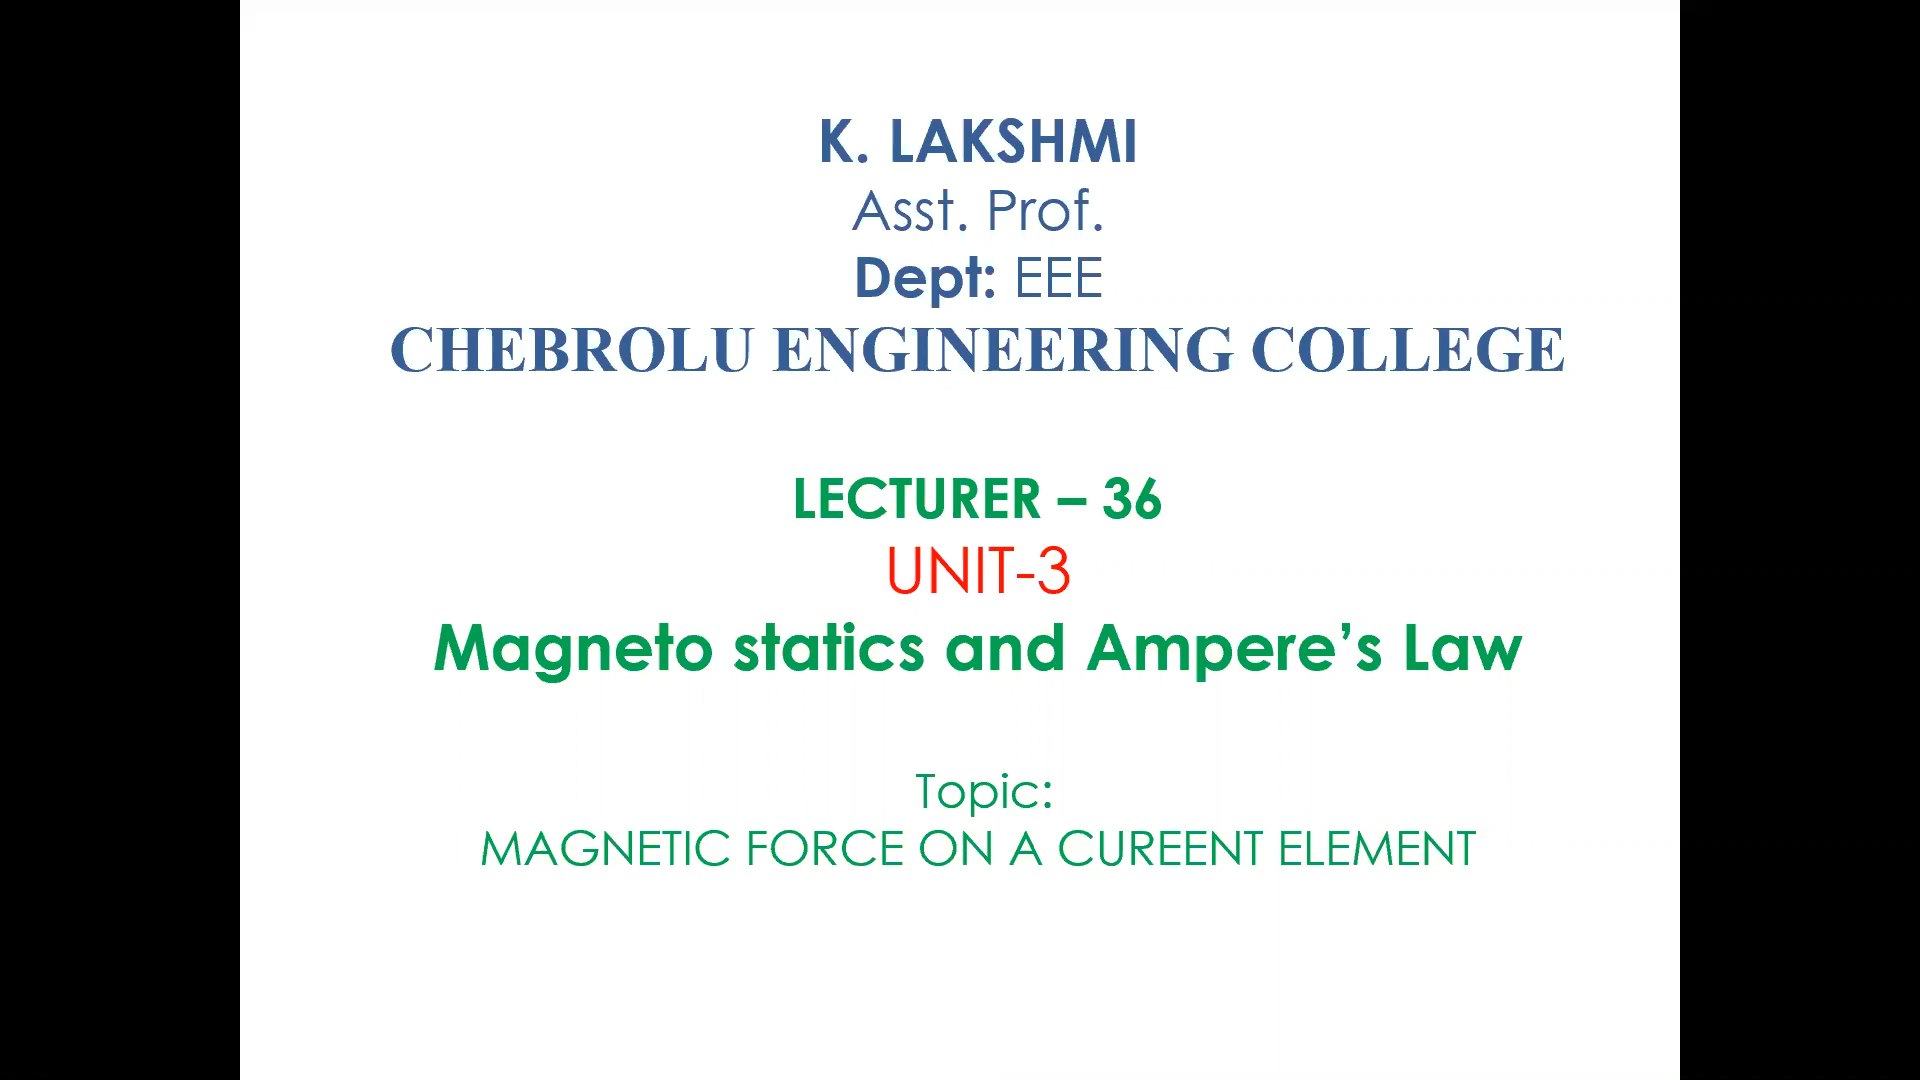 K. LAKSHMI
Asst. Prof.
Dept: EEE
CHEBROLU ENGINEERING COLLEGE
LECTURER – 36
UNIT-3
Magneto statics and Ampere’s Law
Topic:
MAGNETIC FORCE ON A CUREENT ELEMENT